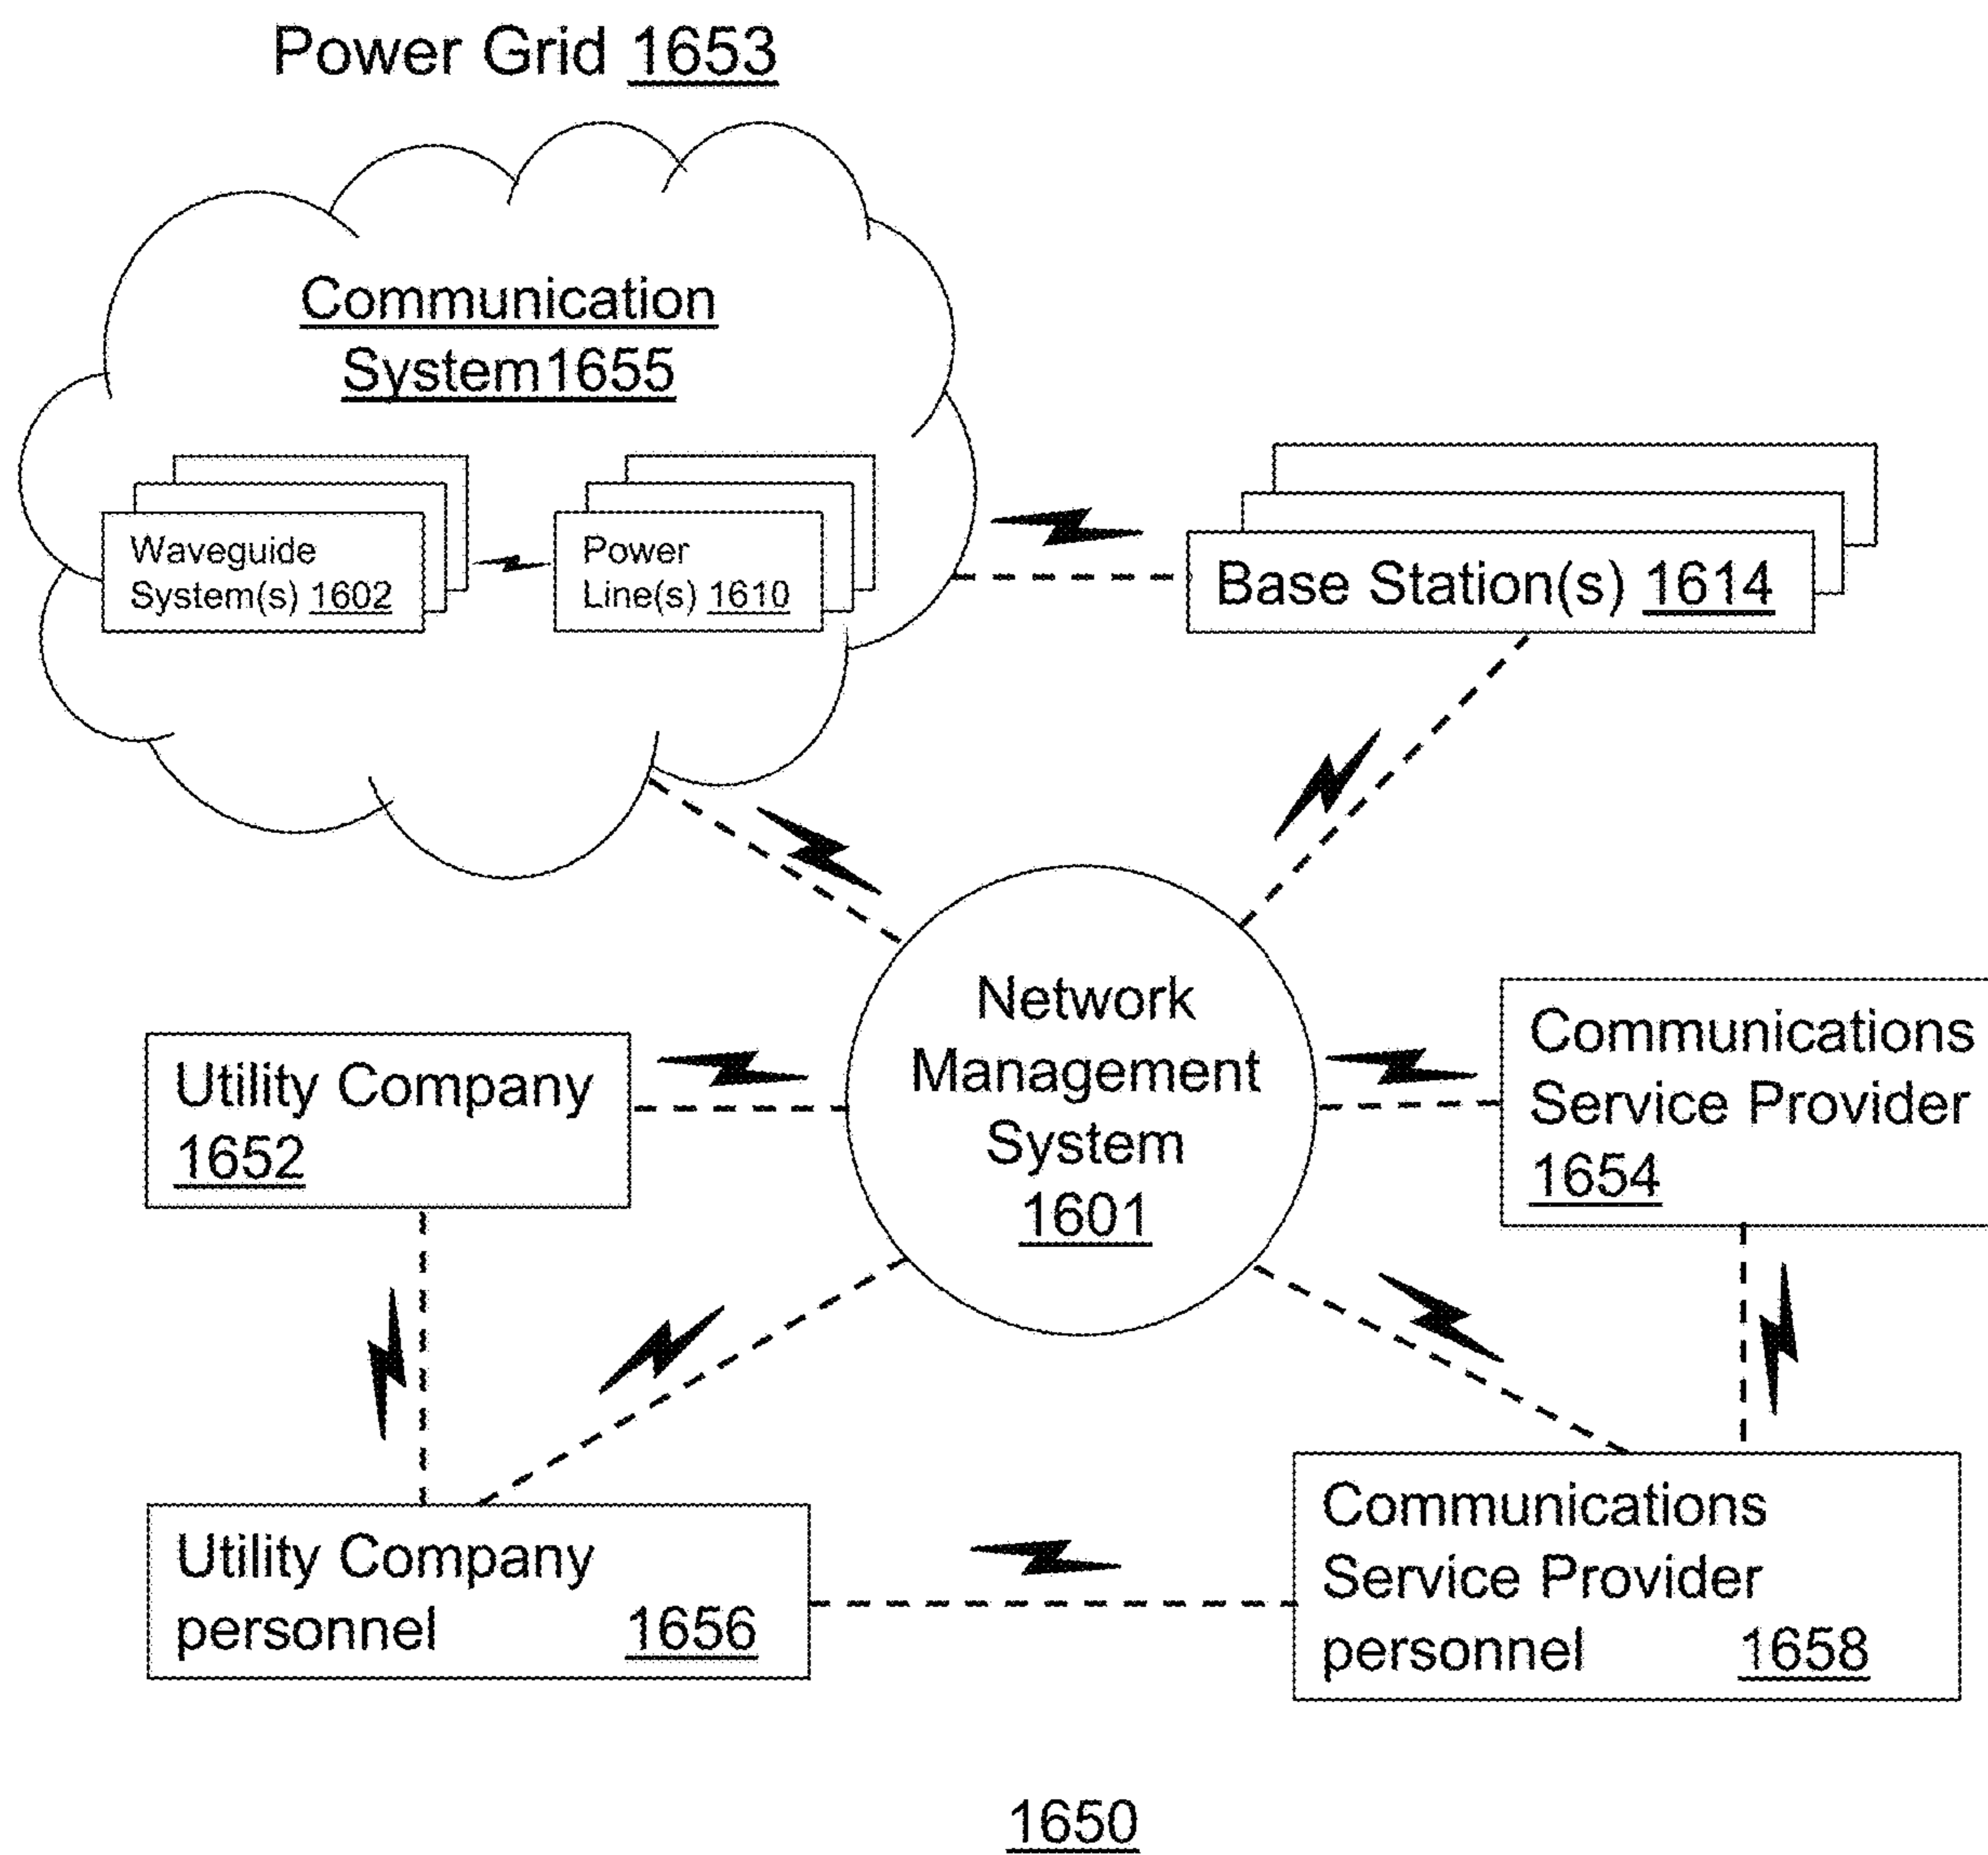 Power Grid 1653
Communication
System1655
Waveguide
System(s) 1602
Power
Line(s) 1610
Base Station(s) 1614
Network
Management
System
1601
Utility Company
1652
Communications
Service Provider
1654
Utility Company
personnel 1656
Communications
Service Provider
personnel 1658
1650